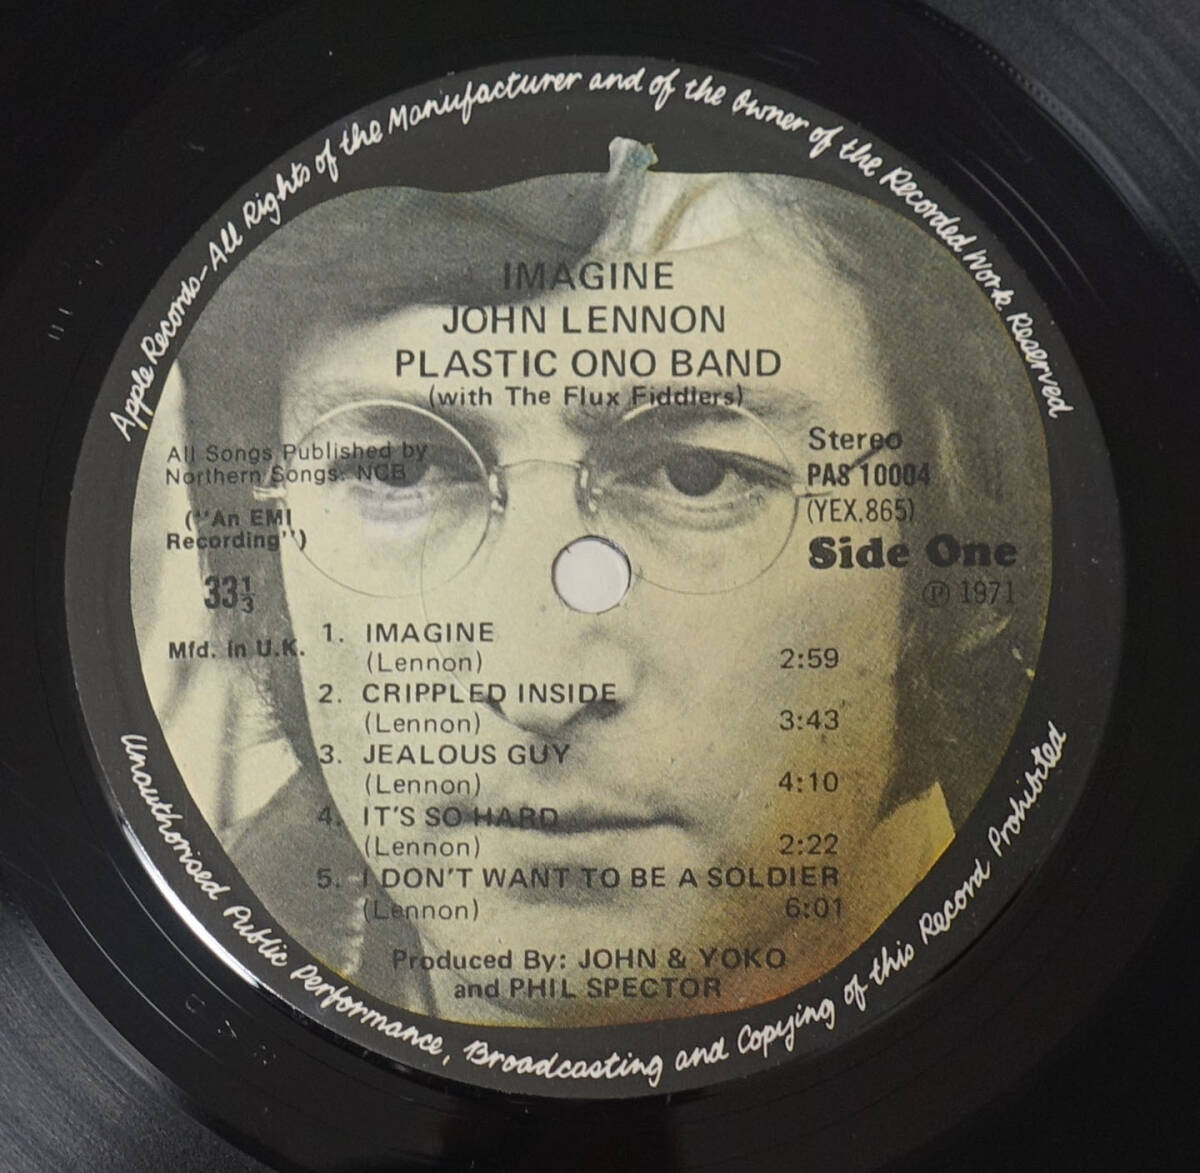 Apple Records-All Rights of the Manufacturer and of the Owner of the Recorded Work Reserved
IMAGINE
JOHN LENNON
PLASTIC ONO BAND
(with The Flux Fiddlers)
All Songs Published by
Northern Songs. NCB
("An EMI
Recording")
33⅓
Mfd. in U.K.
Stereo
PAS 10004
(YEX.865)
Side One
℗ 1971
1. IMAGINE
(Lennon) 2:59
2. CRIPPLED INSIDE
(Lennon) 3:43
3. JEALOUS GUY
(Lennon) 4:10
4. IT'S SO HARD
(Lennon) 2:22
5. I DON'T WANT TO BE A SOLDIER
(Lennon) 6:01
Produced By: JOHN & YOKO
and PHIL SPECTOR
Unauthorised Public Performance, Broadcasting and Copying of this Record Prohibited